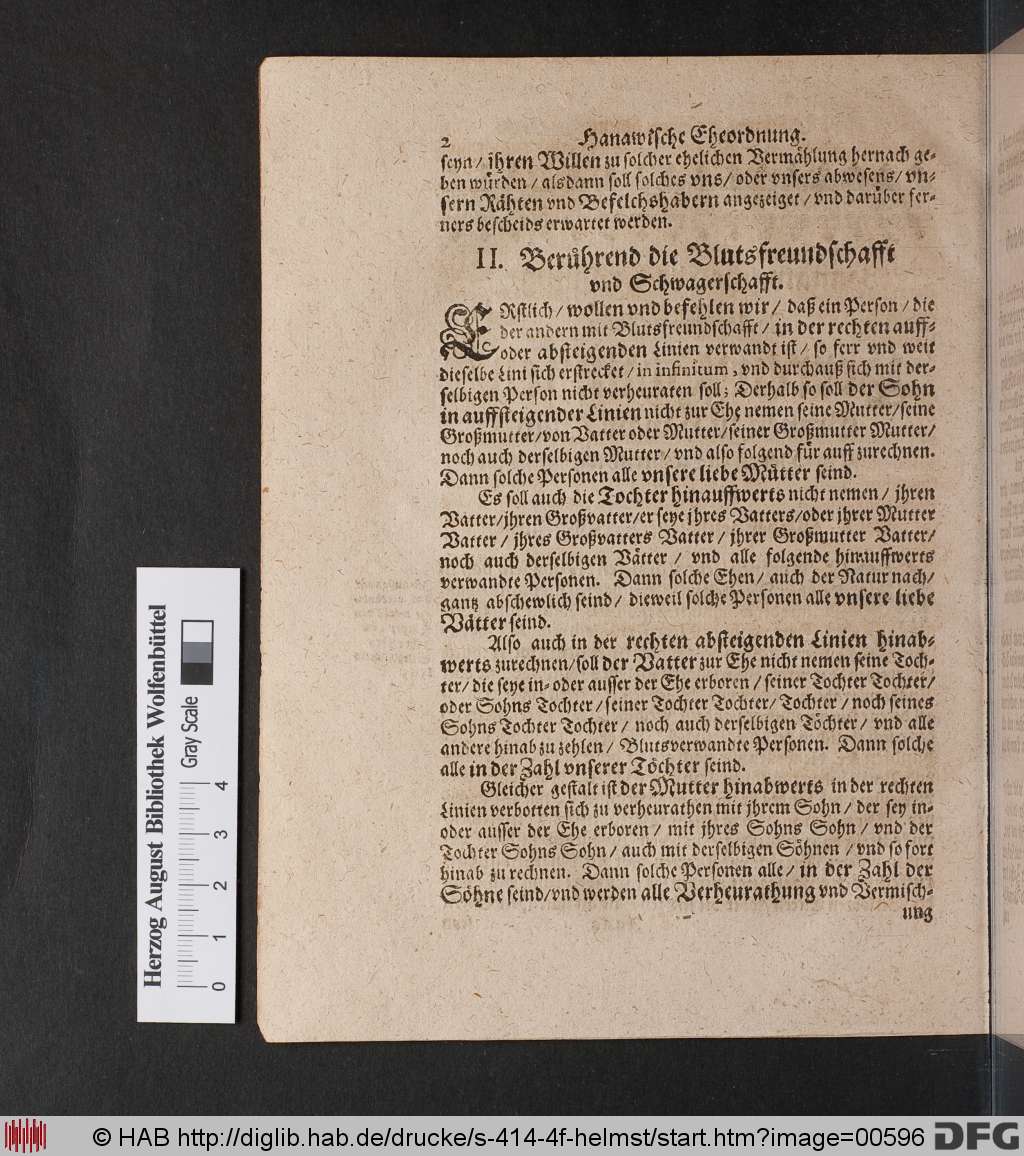 2 Hanawische Eheordnung.
seyn / ihren Willen zu solcher ehelichen Vermählung hernach ge-
ben würden / alsdann soll solches vns / oder vnsers abwesens / vn-
sern Rähten vnd Befelchshabern angezeiget / vnd darüber fer-
ners bescheids erwartet werden.
II. Berührend die Blutsfreundschafft
vnd Schwagerschafft.
ERstlich / wollen vnd befehlen wir / daß ein Person / die
der andern mit Blutsfreundschafft / in der rechten auff-
oder absteigenden Linien verwandt ist / so ferr vnd weit
dieselbe Lini sich erstrecket / in infinitum, vnd durchauß sich mit der-
selbigen Person nicht verheuraten soll; Derhalb so soll der Sohn
in auffsteigender Linien nicht zur Ehe nemen seine Mutter / seine
Großmutter / von Vatter oder Mutter / seiner Großmutter Mutter /
noch auch derselbigen Mutter / vnd also folgend für auff zurechnen.
Dann solche Personen alle vnsere liebe Mütter seind.
Es soll auch die Tochter hinauffwerts nicht nemen / jhren
Vatter / jhren Großvatter / er seye jhres Vatters / oder jhrer Mutter
Vatter / jhres Großvatters Vatter / jhrer Großmutter Vatter /
noch auch derselbigen Vätter / vnd alle folgende hinauffwerts
verwandte Personen. Dann solche Ehen / auch der Natur nach /
gantz abschewlich seind / dieweil solche Personen alle vnsere liebe
Vätter seind.
Also auch in der rechten absteigenden Linien hinab-
werts zurechnen / soll der Vatter zur Ehe nicht nemen seine Toch-
ter / die seye in- oder ausser der Ehe erboren / seiner Tochter Tochter /
oder Sohns Tochter / seiner Tochter Tochter / Tochter / noch seines
Sohns Tochter Tochter / noch auch derselbigen Töchter / vnd alle
andere hinab zu zehlen / Blutsverwandte Personen. Dann solche
alle in der Zahl vnserer Töchter seind.
Gleicher gestalt ist der Mutter hinabwerts in der rechten
Linien verbotten sich zu verheurathen mit jhrem Sohn / der sey in-
oder ausser der Ehe erboren / mit jhres Sohns Sohn / vnd der
Tochter Sohns Sohn / auch mit derselbigen Söhnen / vnd so fort
hinab zu rechnen. Dann solche Personen alle / in der Zahl der
Söhne seind / vnd werden alle Verheurathung vnd Vermisch-
ung
Herzog August Bibliothek Wolfenbüttel
Gray Scale
0 1 2 3 4
© HAB http://diglib.hab.de/drucke/s-414-4f-helmst/start.htm?image=00596
DFG